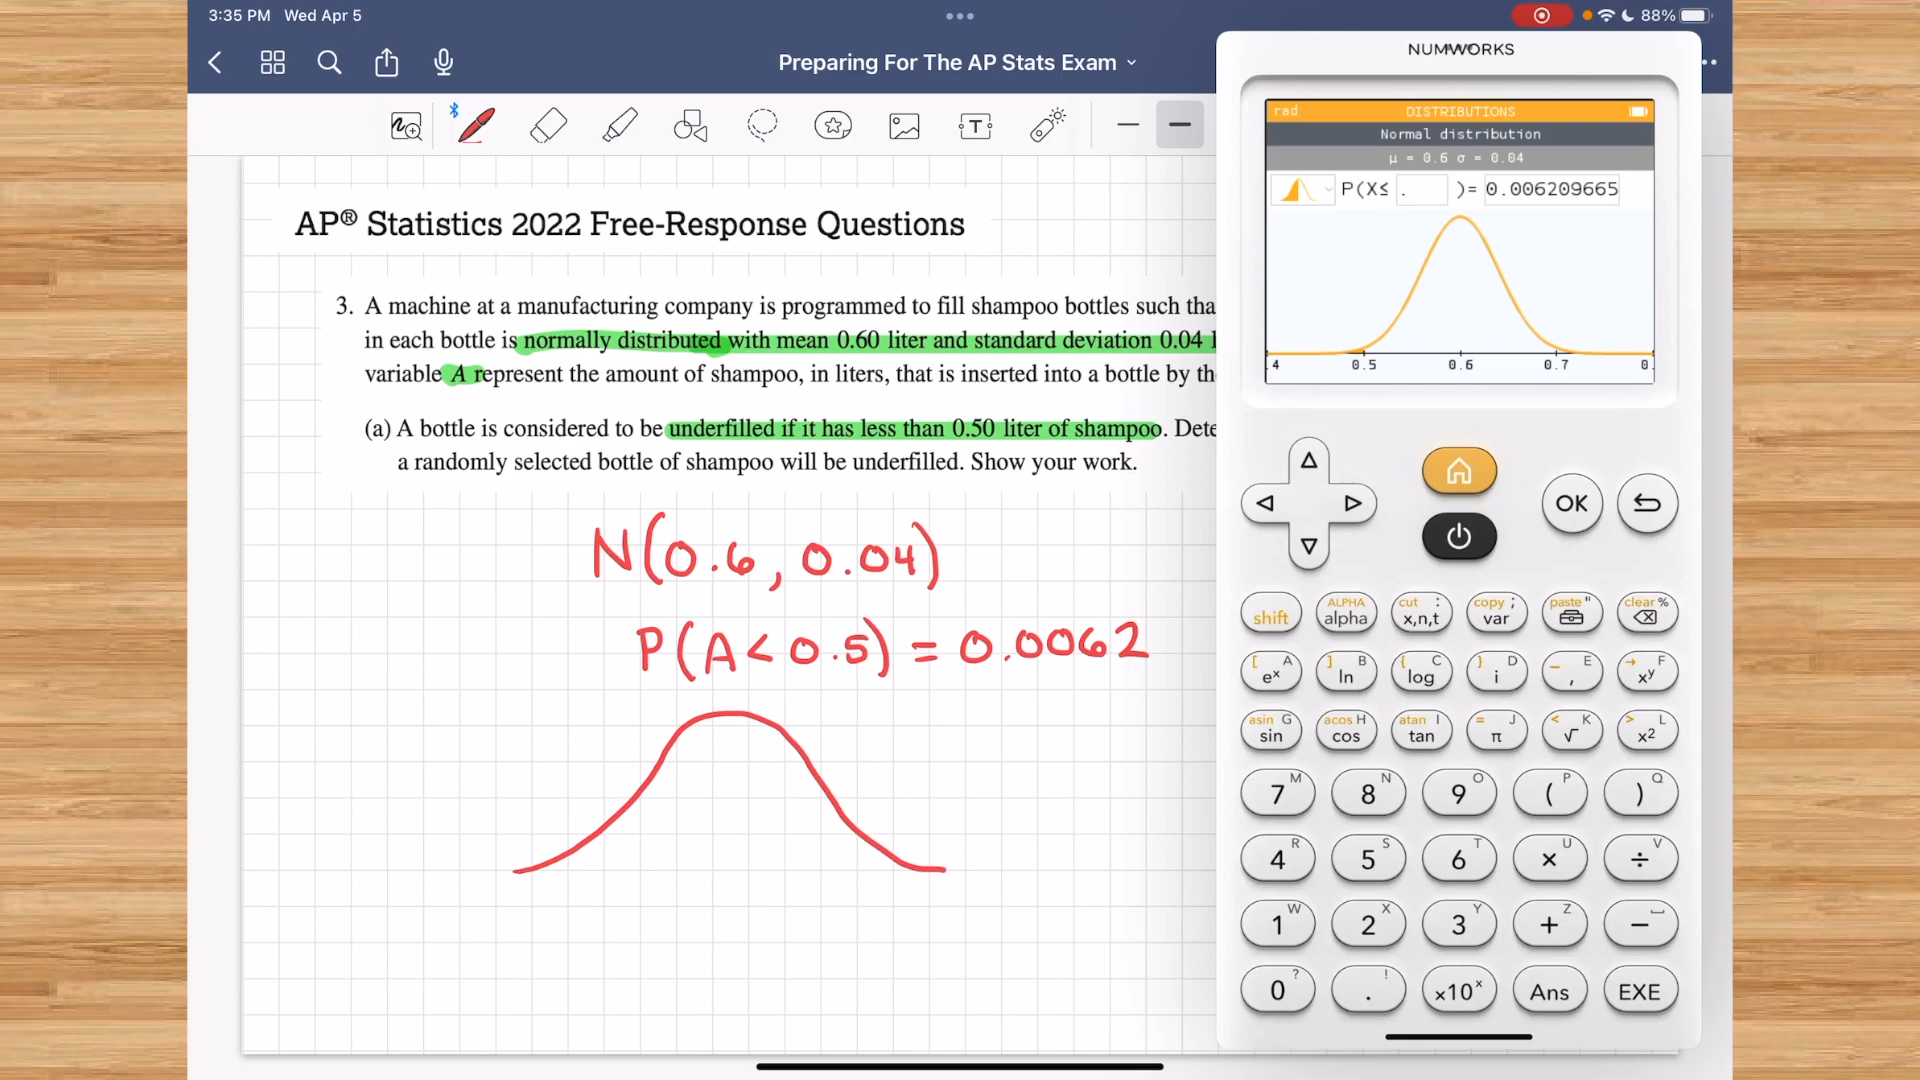 3:35 PM Wed Apr 5
88%
Preparing For The AP Stats Exam
AP® Statistics 2022 Free-Response Questions
3. A machine at a manufacturing company is programmed to fill shampoo bottles such tha
in each bottle is normally distributed with mean 0.60 liter and standard deviation 0.04 l
variable A represent the amount of shampoo, in liters, that is inserted into a bottle by th
(a) A bottle is considered to be underfilled if it has less than 0.50 liter of shampoo. Dete
a randomly selected bottle of shampoo will be underfilled. Show your work.
N(0.6, 0.04)
P(A < 0.5) = 0.0062
rad DISTRIBUTIONS
Normal distribution
μ = 0.6 σ = 0.04
P(X≤ . )= 0.006209665
.4 0.5 0.6 0.7 0.
OK
shift ALPHA alpha cut : x,n,t copy ; var paste " clear %
[ A eˣ ] B ln { C log } D i _ E , → F xʸ
asin G sin acos H cos atan I tan = J π < K √ > L x²
7 M 8 N 9 O ( P ) Q
4 R 5 S 6 T × U ÷ V
1 W 2 X 3 Y + Z −
0 ? . ! ×10ˣ Ans EXE